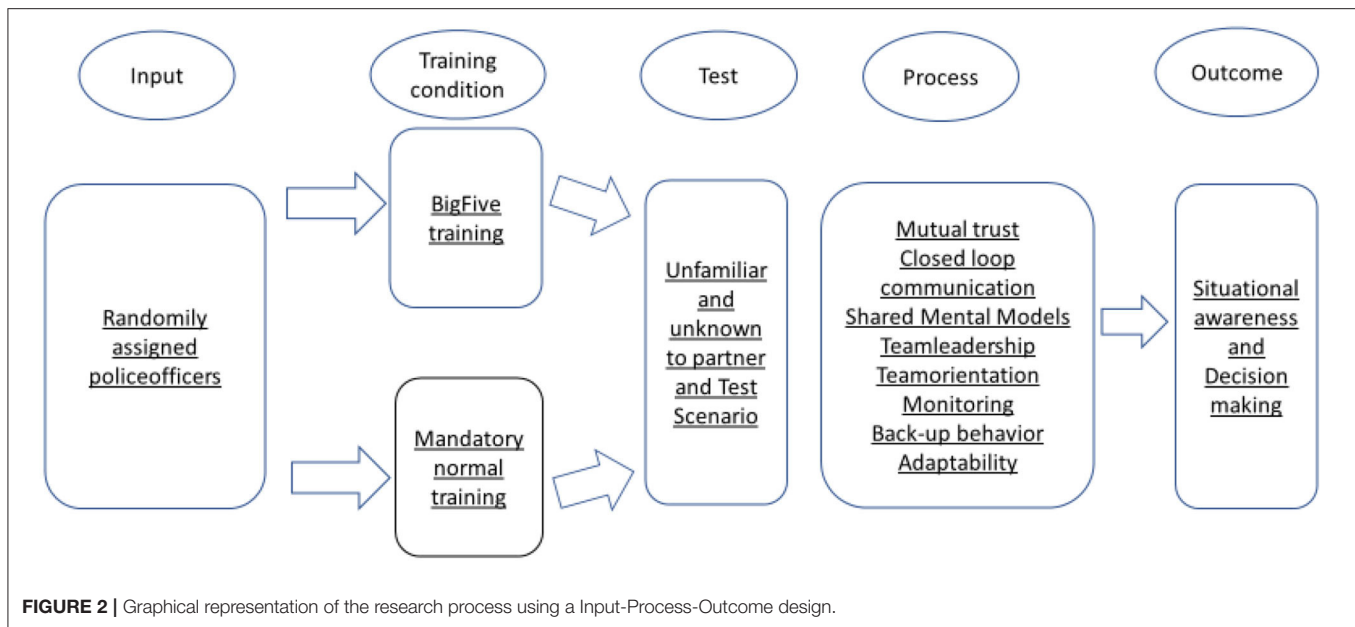 Input
Training
condition
Test
Process
Outcome
Randomily
assigned
policeofficers
BigFive
training
Mandatory
normal
training
Unfamiliar
and
unknown
to partner
and Test
Scenario
Mutual trust
Closed loop
communication
Shared Mental Models
Teamleadership
Teamorientation
Monitoring
Back-up behavior
Adaptability
Situational
awareness
and
Decision
making
FIGURE 2 | Graphical representation of the research process using a Input-Process-Outcome design.